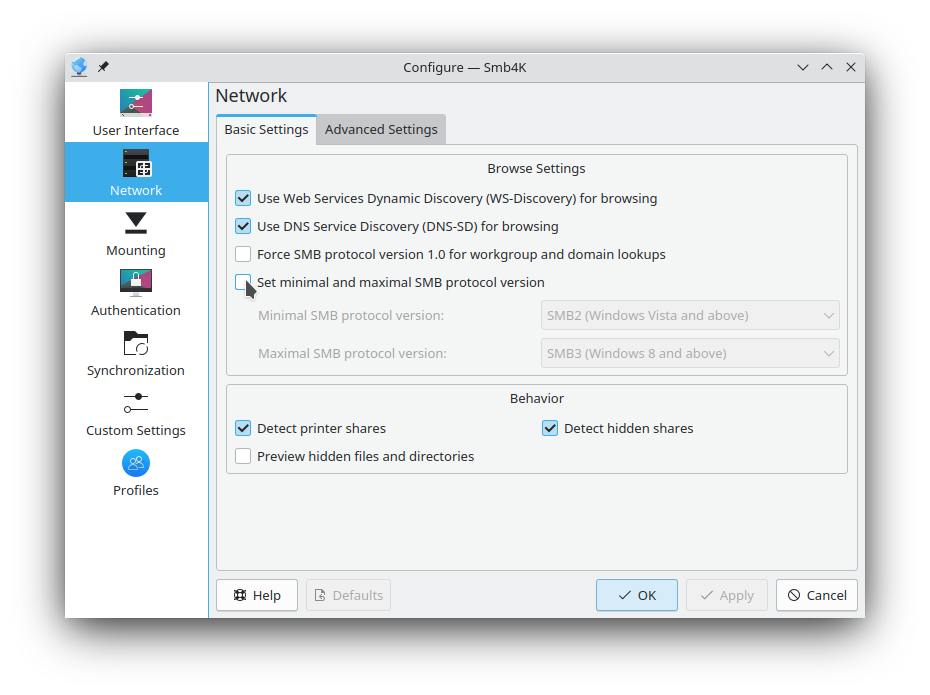 Configure — Smb4K
User Interface
Network
Mounting
Authentication
Synchronization
Custom Settings
Profiles
Network
Basic Settings
Advanced Settings
Browse Settings
Use Web Services Dynamic Discovery (WS-Discovery) for browsing
Use DNS Service Discovery (DNS-SD) for browsing
Force SMB protocol version 1.0 for workgroup and domain lookups
Set minimal and maximal SMB protocol version
Minimal SMB protocol version: SMB2 (Windows Vista and above)
Maximal SMB protocol version: SMB3 (Windows 8 and above)
Behavior
Detect printer shares Detect hidden shares
Preview hidden files and directories
Help Defaults OK Apply Cancel